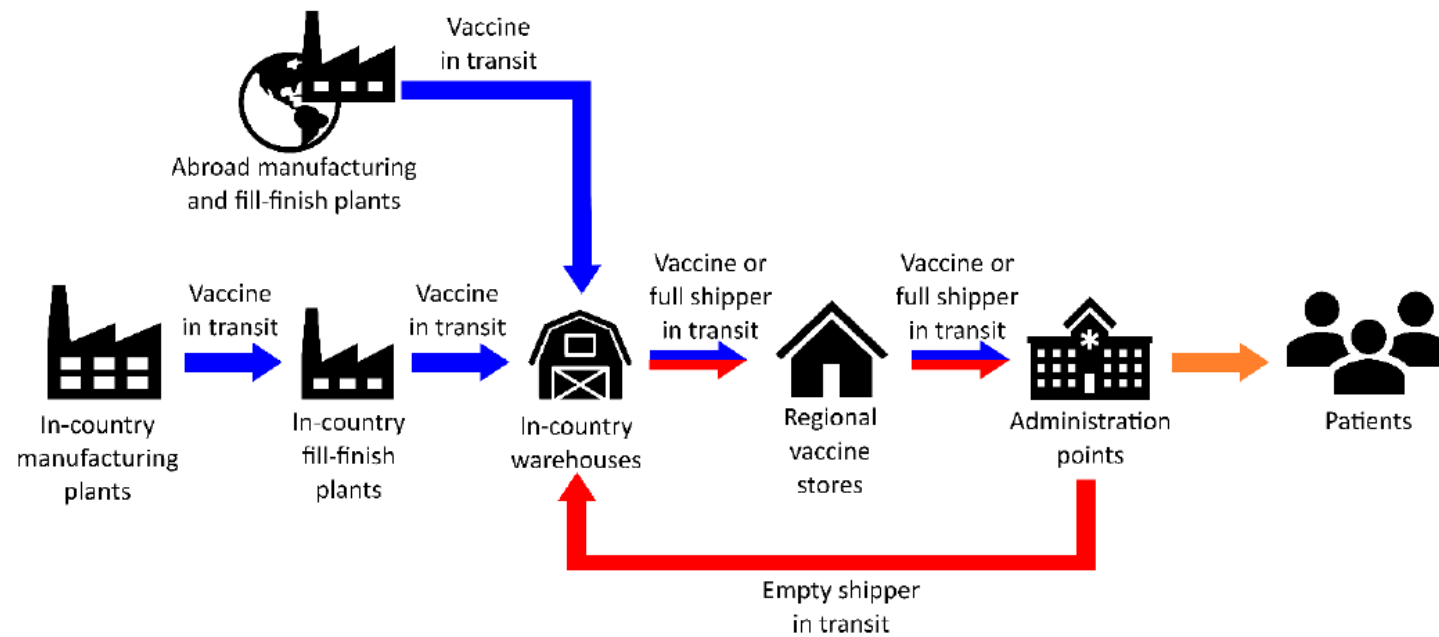 Vaccine
in transit
Abroad manufacturing
and fill-finish plants
Vaccine
in transit
Vaccine
in transit
Vaccine or
full shipper
in transit
Vaccine or
full shipper
in transit
In-country
manufacturing
plants
In-country
fill-finish
plants
In-country
warehouses
Regional
vaccine
stores
Administration
points
Patients
Empty shipper
in transit